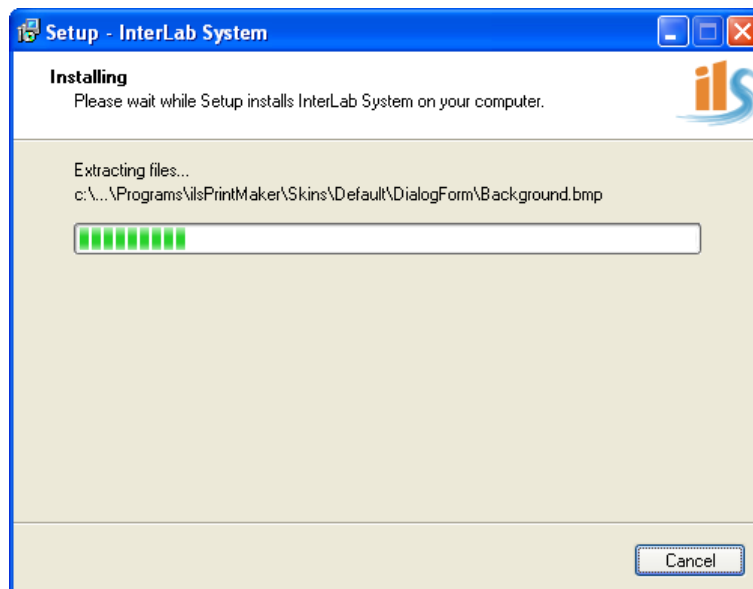 Setup - InterLab System
Installing
Please wait while Setup installs InterLab System on your computer.
ils
Extracting files...
c:\...\Programs\ilsPrintMaker\Skins\Default\DialogForm\Background.bmp
Cancel